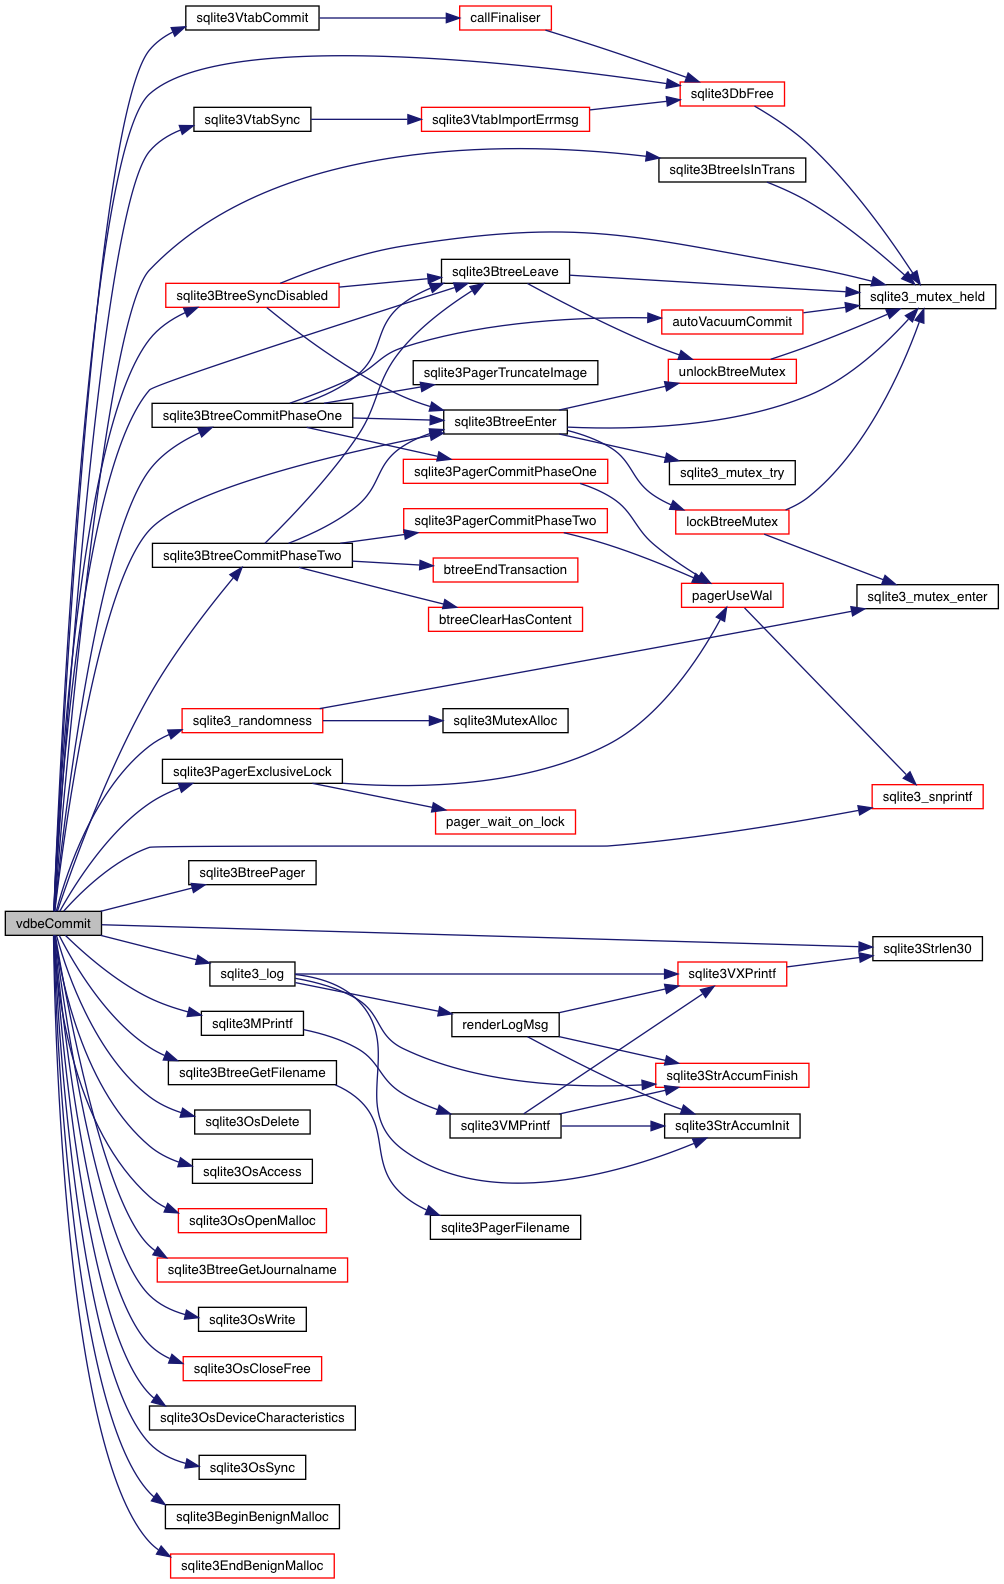 sqlite3VtabCommit
callFinaliser
sqlite3DbFree
sqlite3VtabSync
sqlite3VtabImportErrmsg
sqlite3BtreeIsInTrans
sqlite3BtreeLeave
sqlite3BtreeSyncDisabled
sqlite3_mutex_held
autoVacuumCommit
unlockBtreeMutex
sqlite3PagerTruncateImage
sqlite3BtreeCommitPhaseOne
sqlite3BtreeEnter
sqlite3PagerCommitPhaseOne
sqlite3_mutex_try
sqlite3PagerCommitPhaseTwo
lockBtreeMutex
sqlite3BtreeCommitPhaseTwo
btreeEndTransaction
pagerUseWal
sqlite3_mutex_enter
btreeClearHasContent
sqlite3_randomness
sqlite3MutexAlloc
sqlite3PagerExclusiveLock
sqlite3_snprintf
pager_wait_on_lock
sqlite3BtreePager
vdbeCommit
sqlite3Strlen30
sqlite3_log
sqlite3VXPrintf
sqlite3MPrintf
renderLogMsg
sqlite3BtreeGetFilename
sqlite3StrAccumFinish
sqlite3OsDelete
sqlite3VMPrintf
sqlite3StrAccumInit
sqlite3OsAccess
sqlite3OsOpenMalloc
sqlite3PagerFilename
sqlite3BtreeGetJournalname
sqlite3OsWrite
sqlite3OsCloseFree
sqlite3OsDeviceCharacteristics
sqlite3OsSync
sqlite3BeginBenignMalloc
sqlite3EndBenignMalloc